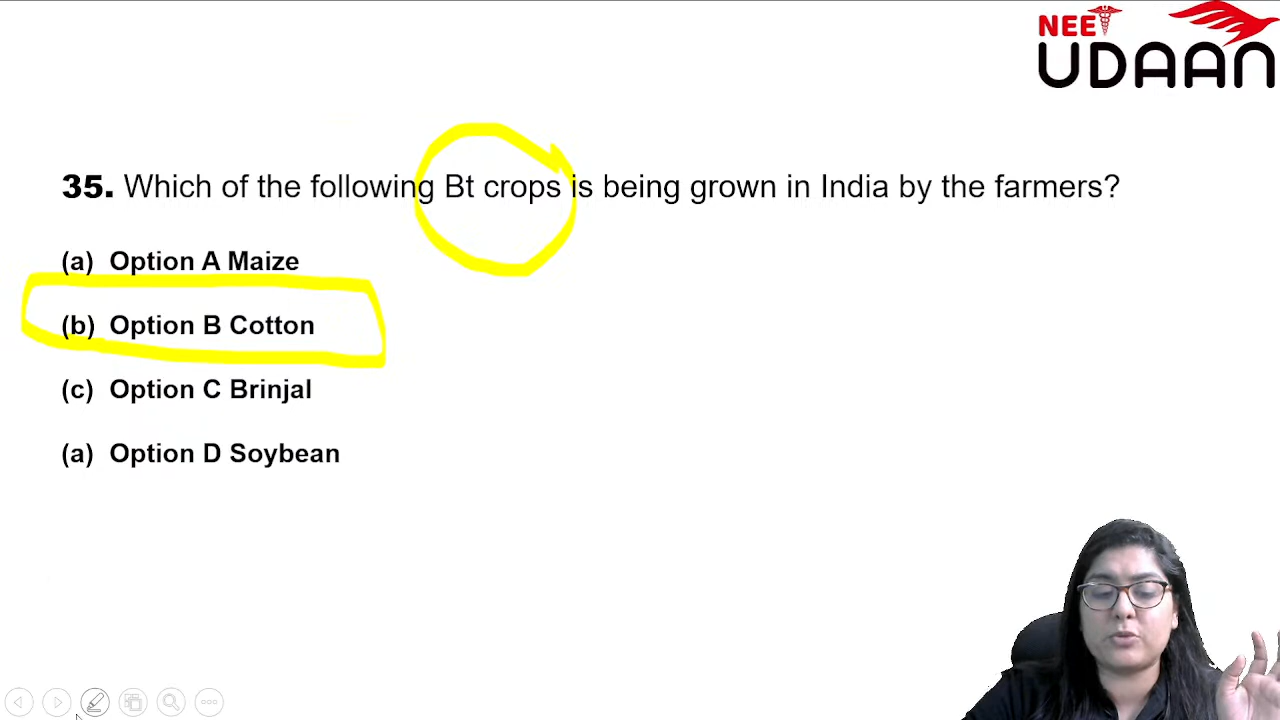 NEET
UDAAN
35. Which of the following Bt crops is being grown in India by the farmers?
(a) Option A Maize
(b) Option B Cotton
(c) Option C Brinjal
(a) Option D Soybean